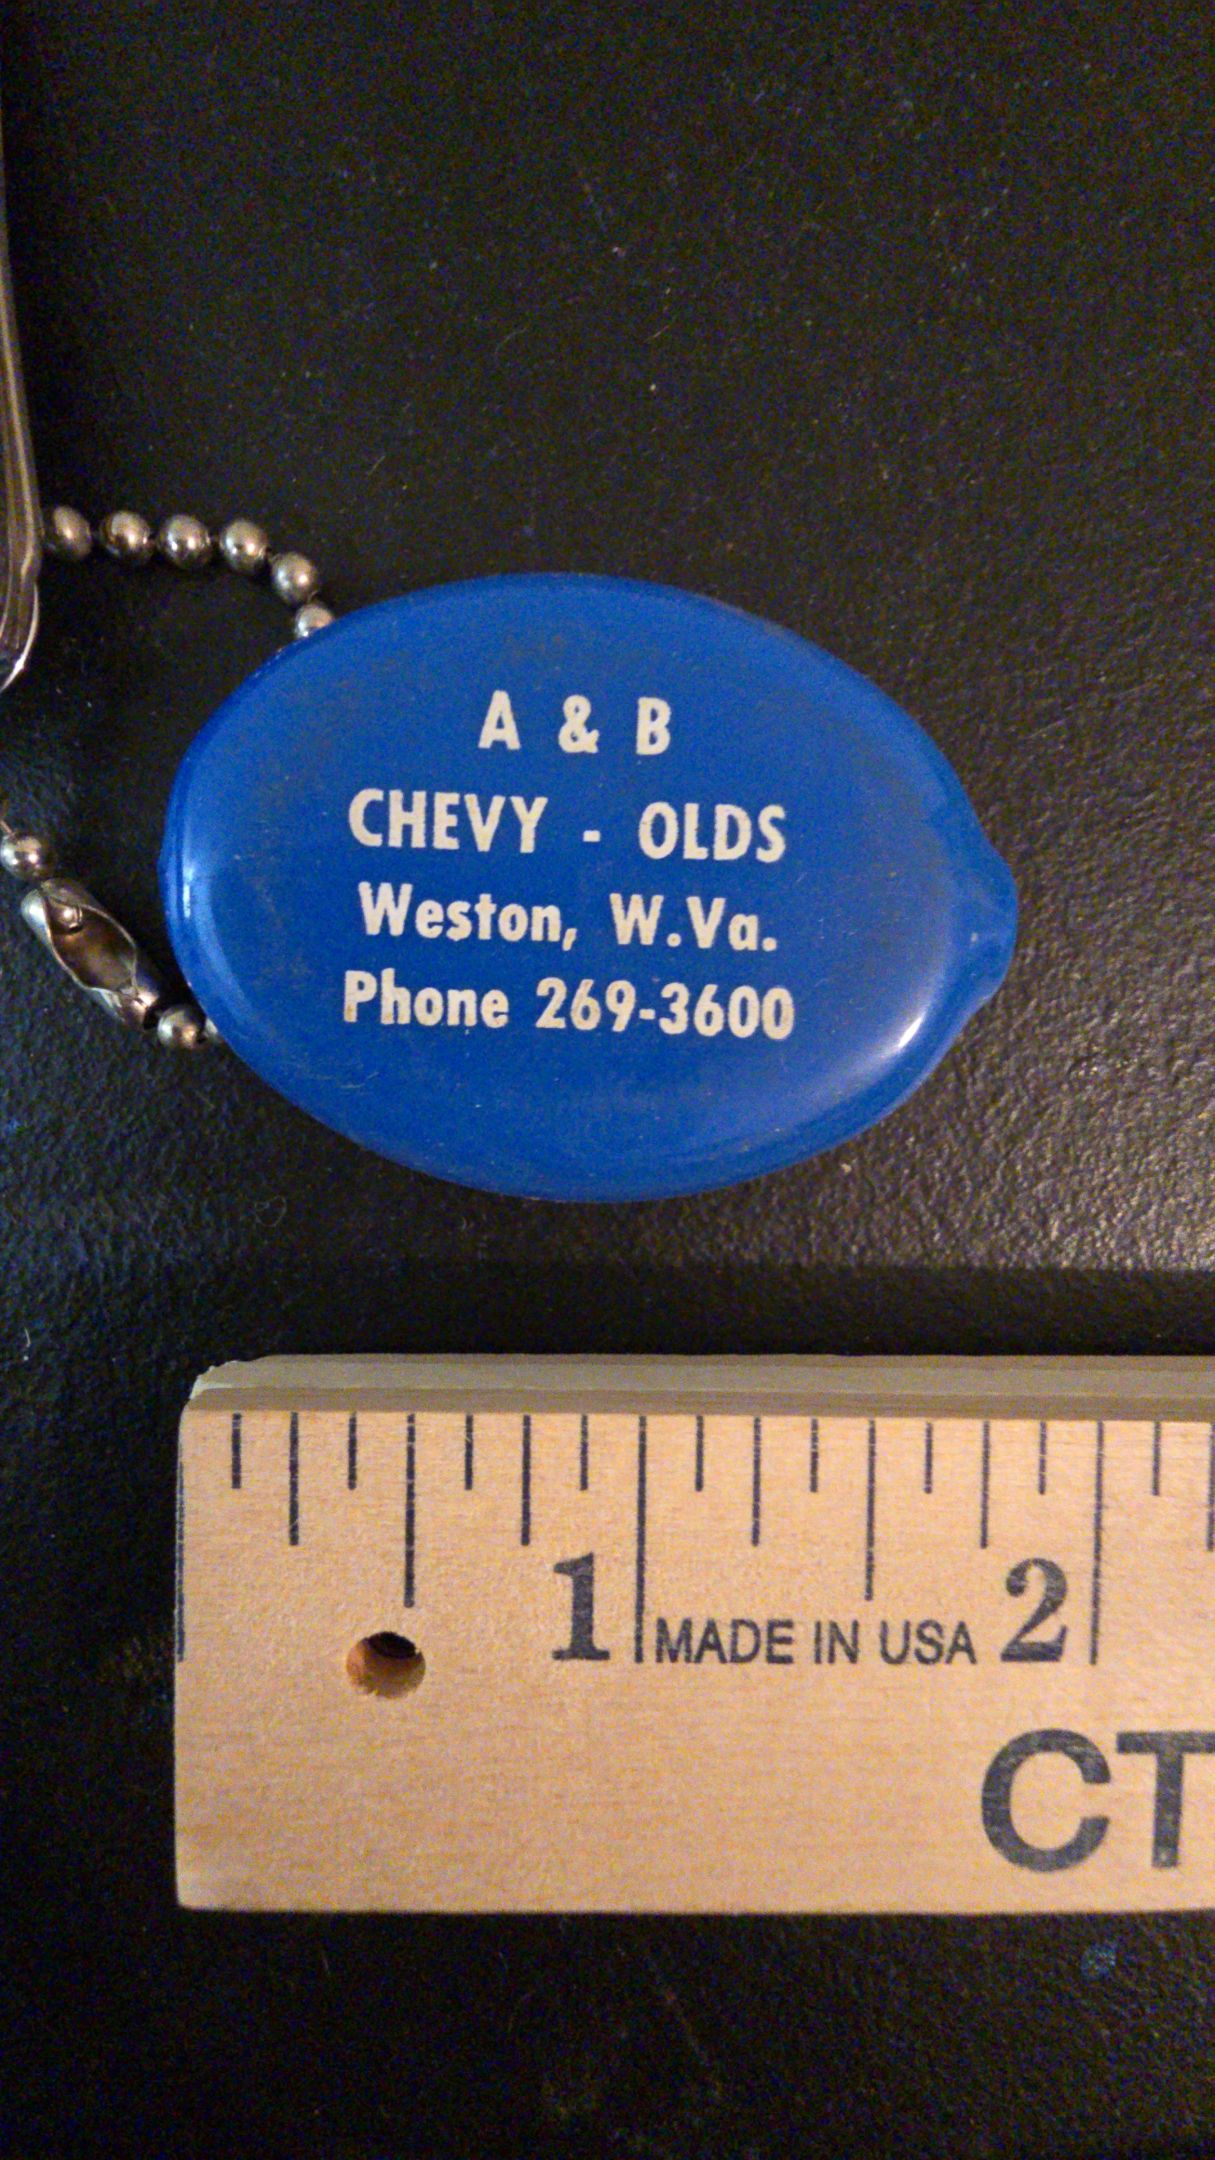 A & B
CHEVY - OLDS
Weston, W.Va.
Phone 269-3600
1 MADE IN USA 2
CT